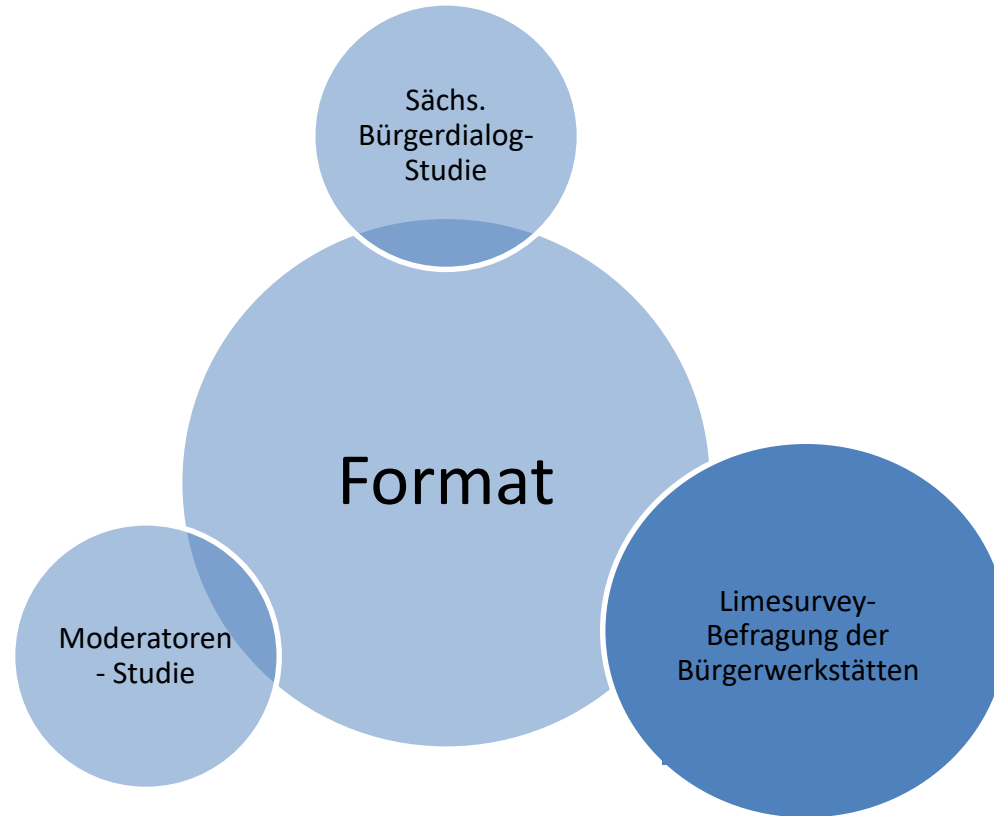 Sächs.
Bürgerdialog-
Studie
Format
Moderatoren
- Studie
Limesurvey-
Befragung der
Bürgerwerkstätten